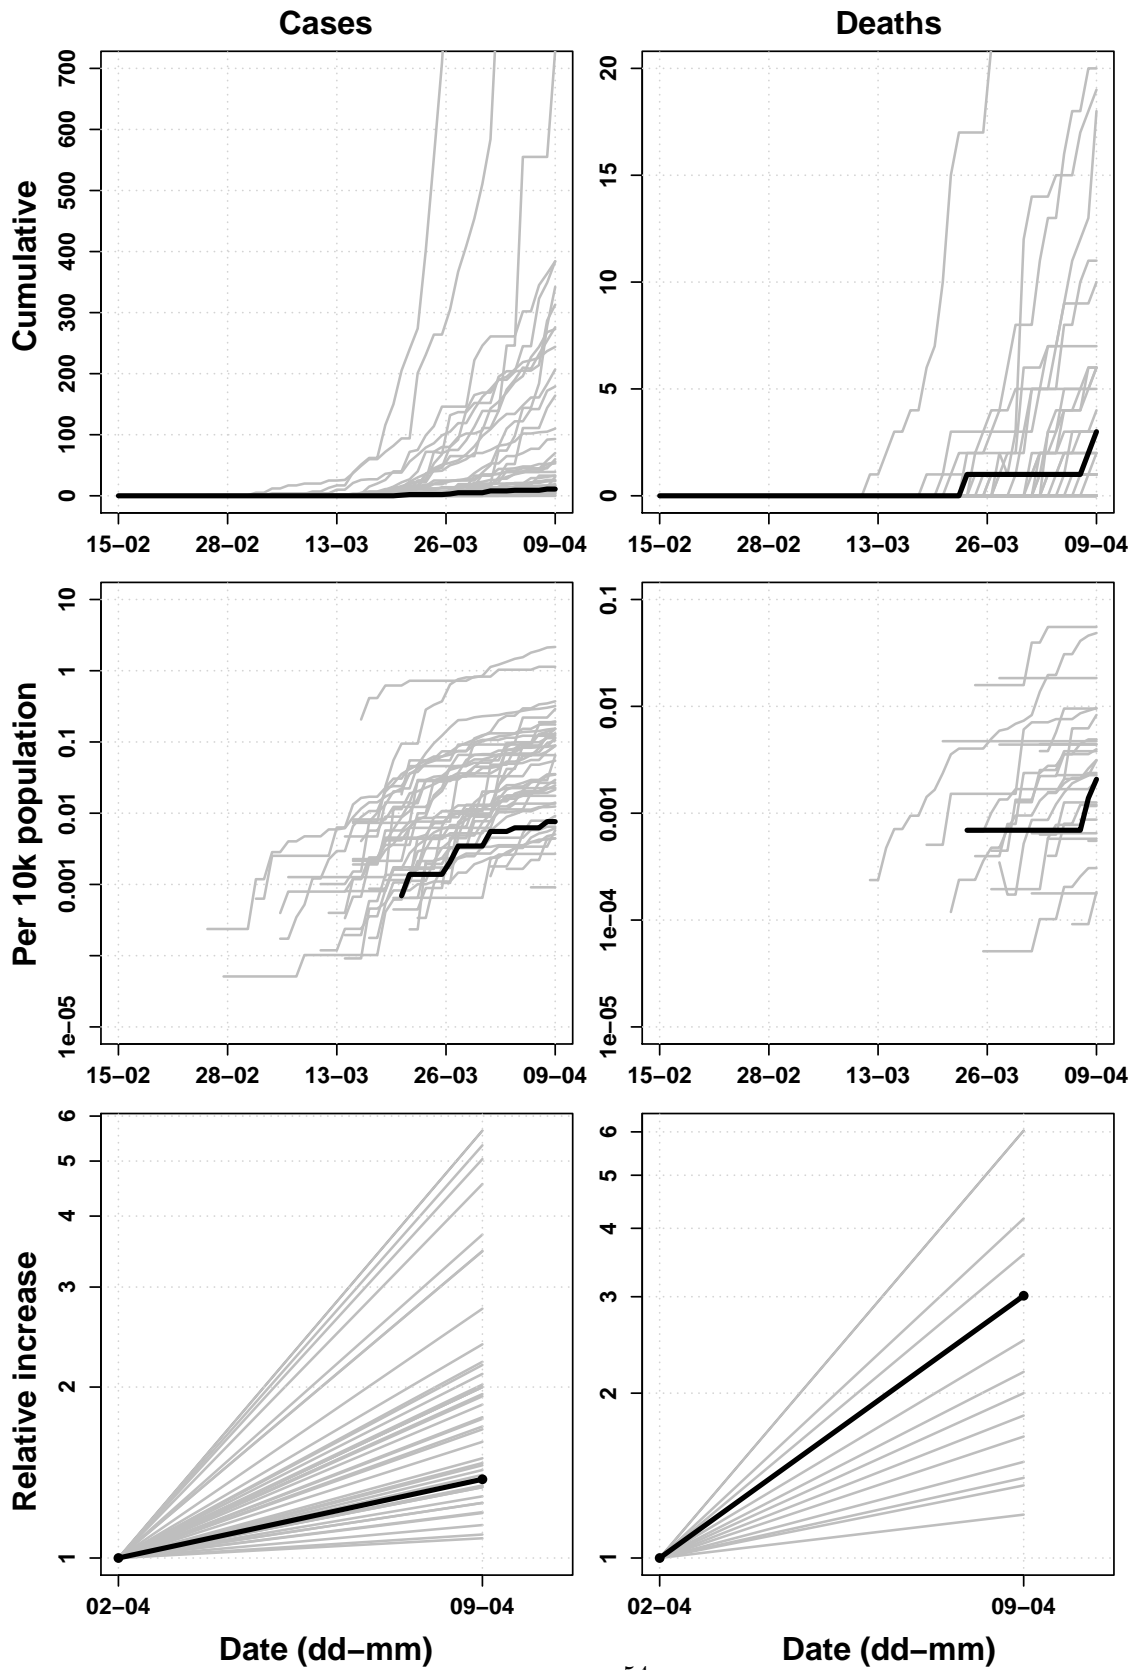 Cases
Deaths
Cumulative
0 100 200 300 400 500 600 700
15−02 28−02 13−03 26−03 09−04
0 5 10 15 20
15−02 28−02 13−03 26−03 09−04
Per 10k population
1e−05 0.001 0.01 0.1 1 10
15−02 28−02 13−03 26−03 09−04
1e−05 1e−04 0.001 0.01 0.1
15−02 28−02 13−03 26−03 09−04
Relative increase
1 2 3 4 5 6
02−04 09−04
Date (dd−mm)
1 2 3 4 5 6
02−04 09−04
Date (dd−mm)